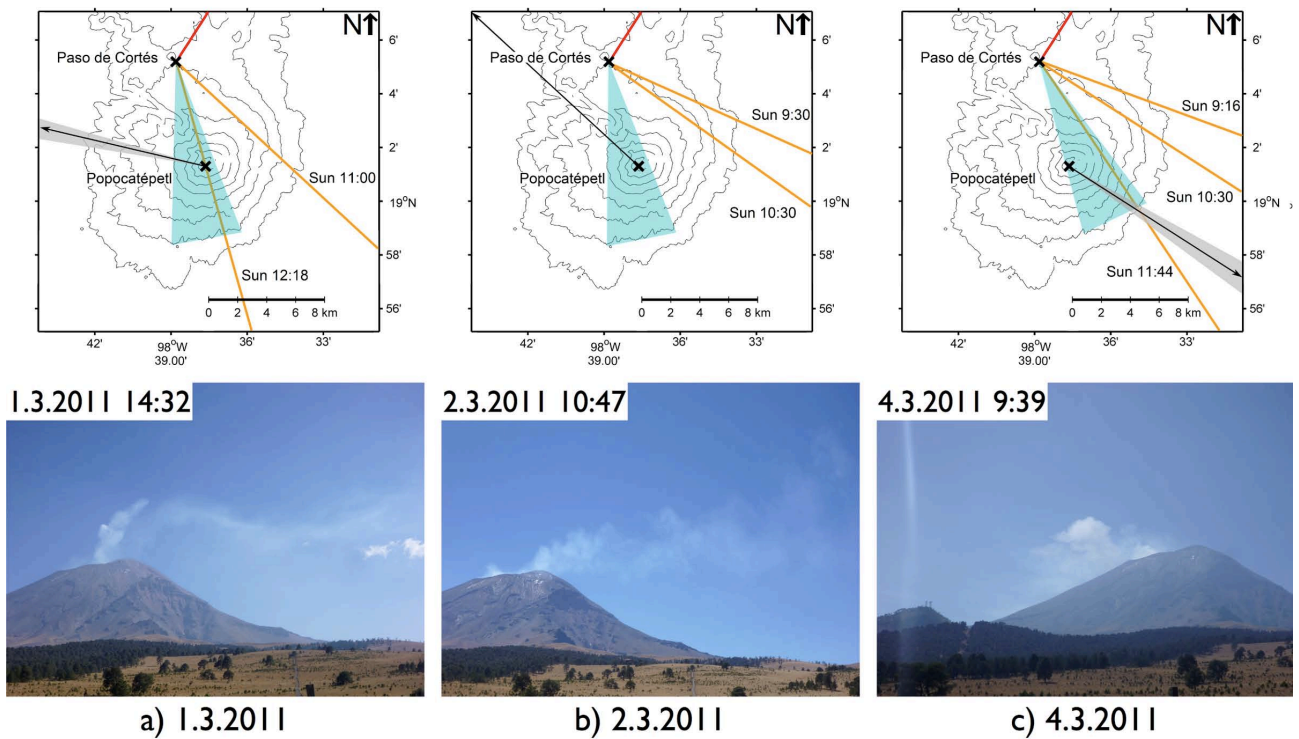 N↑
6'
Paso de Cortés
4'
2'
Sun 11:00
Popocatépetl
19°N
58'
Sun 12:18
56'
0 2 4 6 8 km
42' 98°W 36' 33'
39.00'
N↑
6'
Paso de Cortés
4'
Sun 9:30
2'
Popocatépetl
19°N
Sun 10:30
58'
56'
0 2 4 6 8 km
42' 98°W 36' 33'
39.00'
N↑
6'
Paso de Cortés
4'
Sun 9:16
2'
Popocatépetl
Sun 10:30
19°N
58'
Sun 11:44
56'
0 2 4 6 8 km
42' 98°W 36' 33'
39.00'
1.3.2011 14:32
2.3.2011 10:47
4.3.2011 9:39
a) 1.3.2011
b) 2.3.2011
c) 4.3.2011